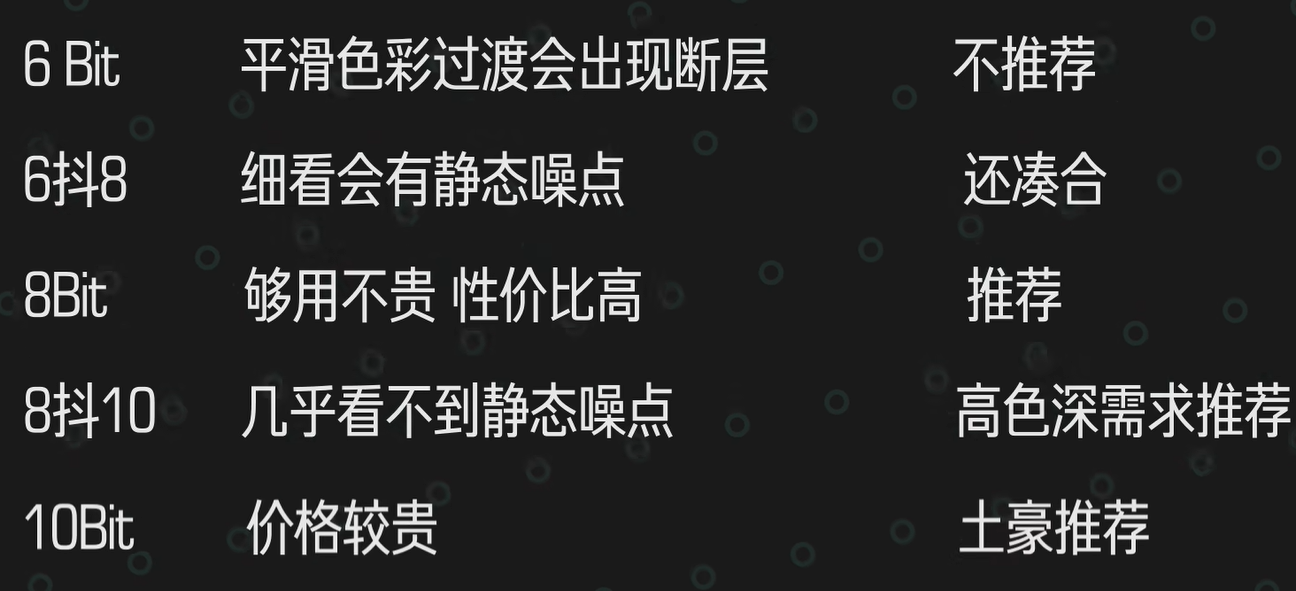 6 Bit 平滑色彩过渡会出现断层 不推荐
6抖8 细看会有静态噪点 还凑合
8Bit 够用不贵 性价比高 推荐
8抖10 几乎看不到静态噪点 高色深需求推荐
10Bit 价格较贵 土豪推荐